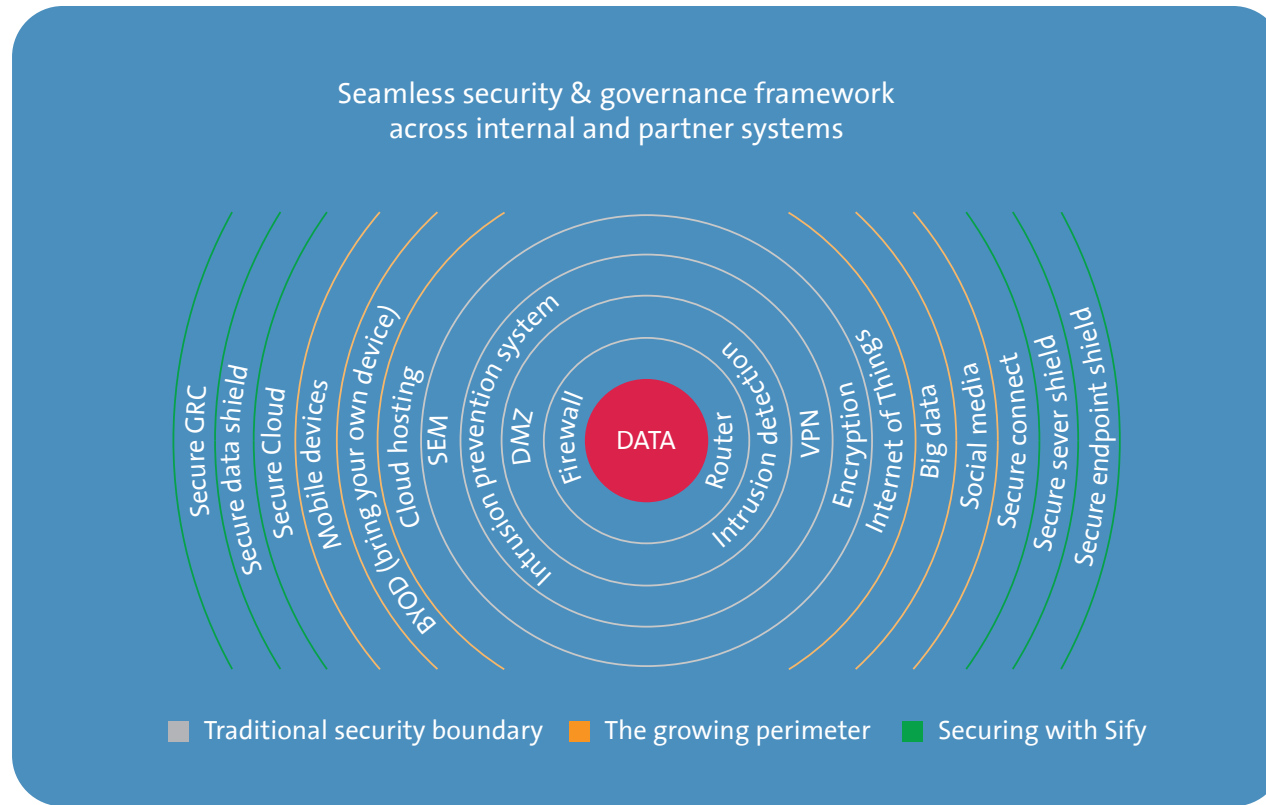 Seamless security & governance framework
across internal and partner systems
Secure GRC
Secure data shield
Secure Cloud
Mobile devices
BYOD (bring your own device)
Cloud hosting
SEM
Intrusion prevention system
DMZ
Firewall
DATA
Router
Intrusion detection
VPN
Encryption
Internet of Things
Big data
Social media
Secure connect
Secure sever shield
Secure endpoint shield
Traditional security boundary
The growing perimeter
Securing with Sify